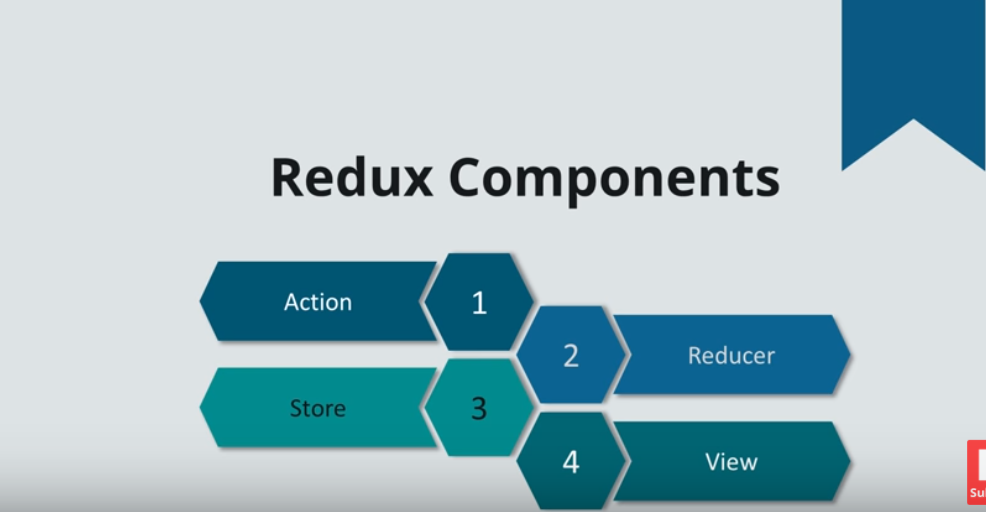 Redux Components
Action 1
2 Reducer
Store 3
4 View